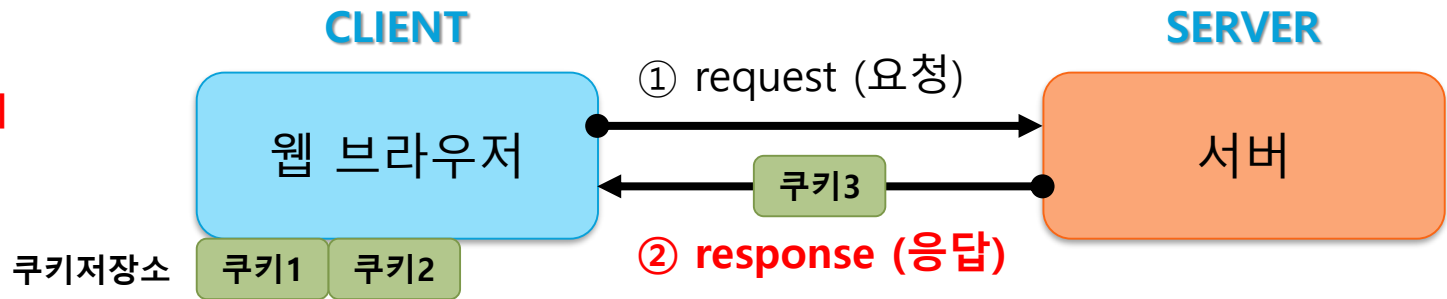 CLIENT
SERVER
① request (요청)
웹 브라우저
서버
쿠키3
② response (응답)
쿠키저장소
쿠키1
쿠키2